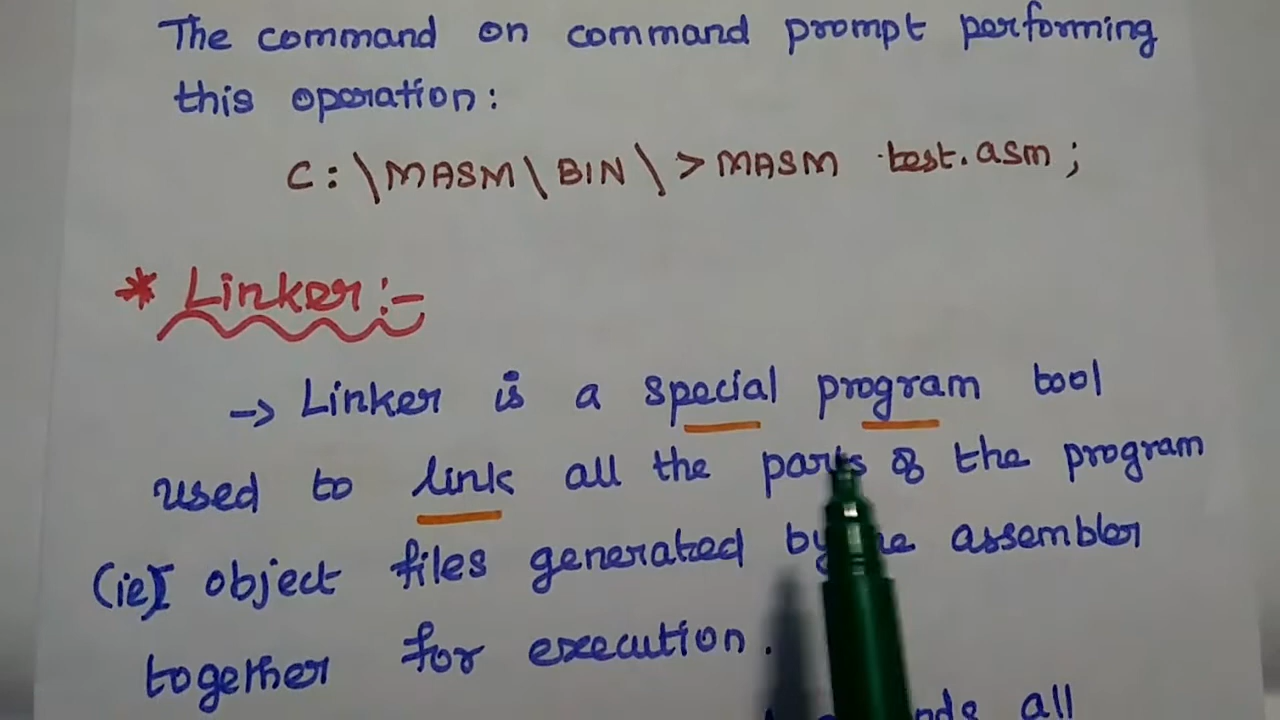 The command on command prompt performing
this operation:
C:\MASM\BIN\>MASM test.asm;
* Linker:-
→ Linker is a special program tool
used to link all the parts of the program
(ie) object files generated by the assembler
together for execution.
all